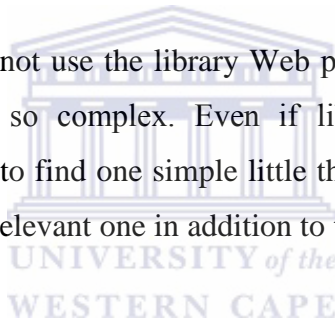 not use the library Web p
so complex. Even if li
to find one simple little th
elevant one in addition to
UNIVERSITY of the
WESTERN CAPE